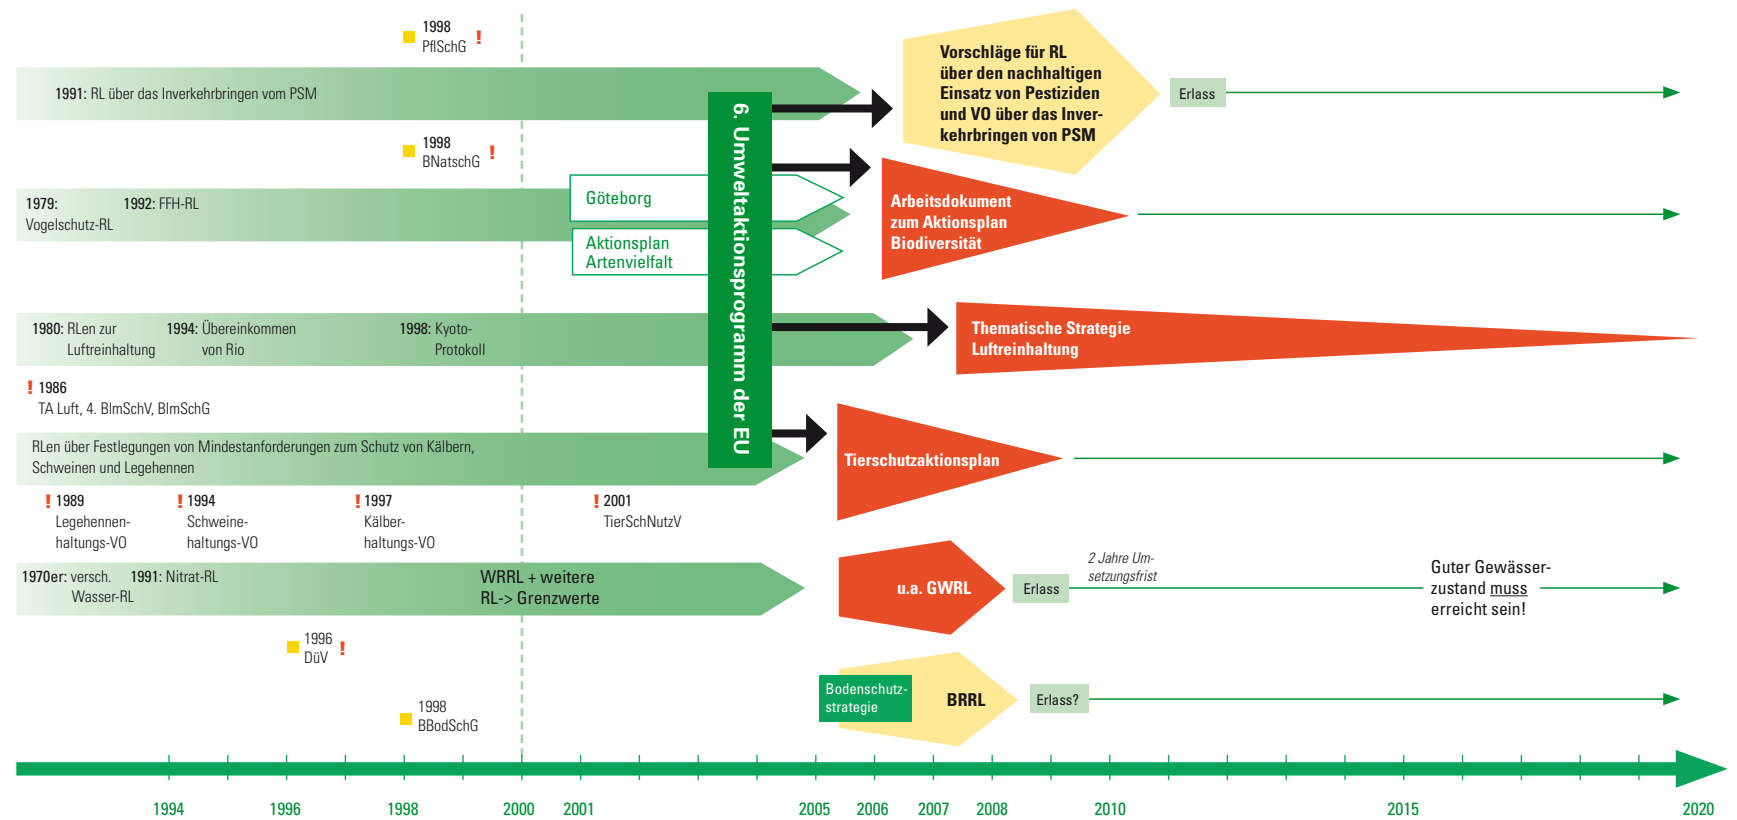 1998
PflSchG !
1991: RL über das Inverkehrbringen vom PSM
Vorschläge für RL
über den nachhaltigen
Einsatz von Pestiziden
und VO über das Inver-
kehrbringen von PSM
Erlass
1998
BNatschG !
1979:
Vogelschutz-RL
1992: FFH-RL
Göteborg
Aktionsplan
Artenvielfalt
6. Umweltaktionsprogramm der EU
Arbeitsdokument
zum Aktionsplan
Biodiversität
1980: RLen zur
Luftreinhaltung
1994: Übereinkommen
von Rio
1998: Kyoto-
Protokoll
Thematische Strategie
Luftreinhaltung
! 1986
TA Luft, 4. BImSchV, BImSchG
RLen über Festlegungen von Mindestanforderungen zum Schutz von Kälbern,
Schweinen und Legehennen
Tierschutzaktionsplan
! 1989
Legehennen-
haltungs-VO
! 1994
Schweine-
haltungs-VO
! 1997
Kälber-
haltungs-VO
! 2001
TierSchNutzV
1970er: versch.
Wasser-RL
1991: Nitrat-RL
WRRL + weitere
RL-> Grenzwerte
u.a. GWRL
Erlass
2 Jahre Um-
setzungsfrist
Guter Gewässer-
zustand muss
erreicht sein!
1996
DüV !
1998
BBodSchG
Bodenschutz-
strategie
BRRL
Erlass?
1994 1996 1998 2000 2001 2005 2006 2007 2008 2010 2015 2020